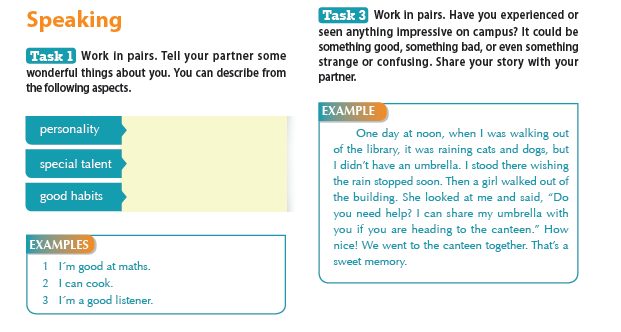 Speaking
Task 1 Work in pairs. Tell your partner some
wonderful things about you. You can describe from
the following aspects.
personality
special talent
good habits
EXAMPLES
1 I´m good at maths.
2 I can cook.
3 I´m a good listener.
Task 3 Work in pairs. Have you experienced or
seen anything impressive on campus? It could be
something good, something bad, or even something
strange or confusing. Share your story with your
partner.
EXAMPLE
One day at noon, when I was walking out
of the library, it was raining cats and dogs, but
I didn’t have an umbrella. I stood there wishing
the rain stopped soon. Then a girl walked out of
the building. She looked at me and said, “Do
you need help? I can share my umbrella with
you if you are heading to the canteen.” How
nice! We went to the canteen together. That’s a
sweet memory.